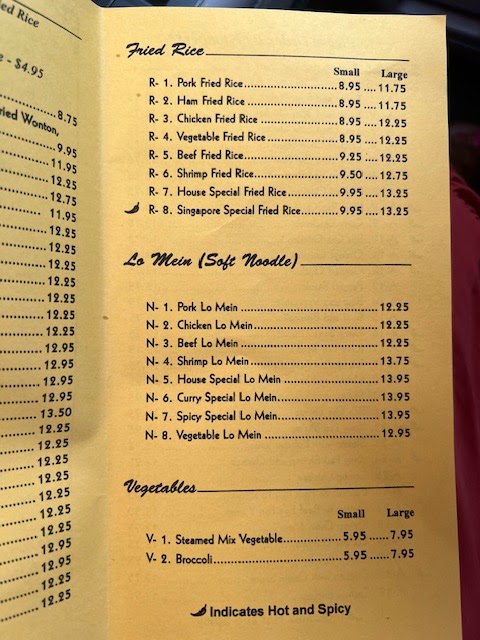 ed Rice
e - $4.95
8.75
ried Wonton,
9.95
11.95
12.25
12.75
11.95
12.25
12.25
12.25
12.25
12.25
12.25
12.95
12.95
12.95
12.95
13.50
12.25
12.25
12.25
12.25
12.25
12.25
12.95
12.95
12.25
12.25
Fried Rice
Small Large
R- 1. Pork Fried Rice 8.95 11.75
R- 2. Ham Fried Rice 8.95 11.75
R- 3. Chicken Fried Rice 8.95 12.25
R- 4. Vegetable Fried Rice 8.95 12.25
R- 5. Beef Fried Rice 9.25 12.25
R- 6. Shrimp Fried Rice 9.50 12.75
R- 7. House Special Fried Rice 9.95 13.25
R- 8. Singapore Special Fried Rice 9.95 13.25
Lo Mein (Soft Noodle)
N- 1. Pork Lo Mein 12.25
N- 2. Chicken Lo Mein 12.25
N- 3. Beef Lo Mein 12.25
N- 4. Shrimp Lo Mein 13.75
N- 5. House Special Lo Mein 13.95
N- 6. Curry Special Lo Mein 13.95
N- 7. Spicy Special Lo Mein 13.95
N- 8. Vegetable Lo Mein 12.95
Vegetables
Small Large
V- 1. Steamed Mix Vegetable 5.95 7.95
V- 2. Broccoli 5.95 7.95
Indicates Hot and Spicy